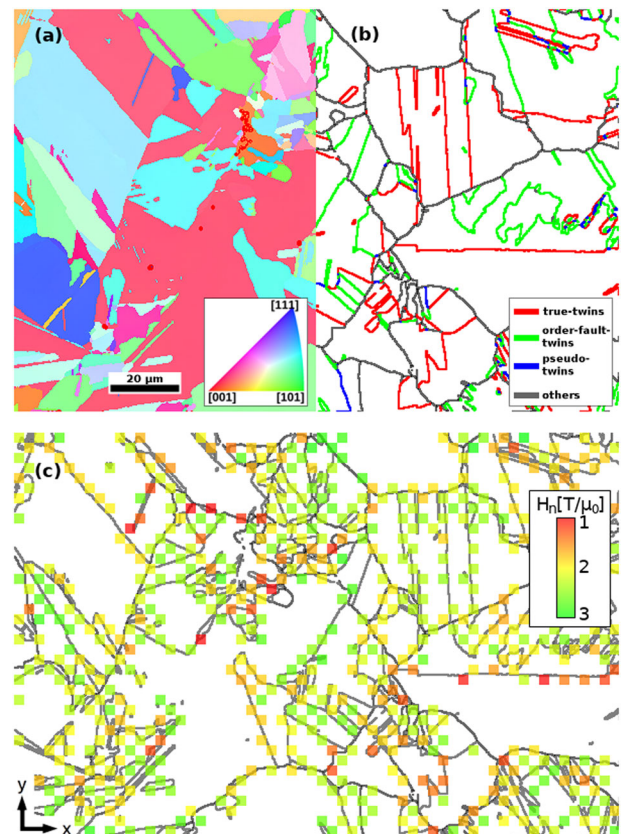 (a)
(b)
[111]
[001]
[101]
20 µm
true-twins
order-fault-
twins
pseudo-
twins
others
(c)
Hn[T/µ0]
1
2
3
y
x